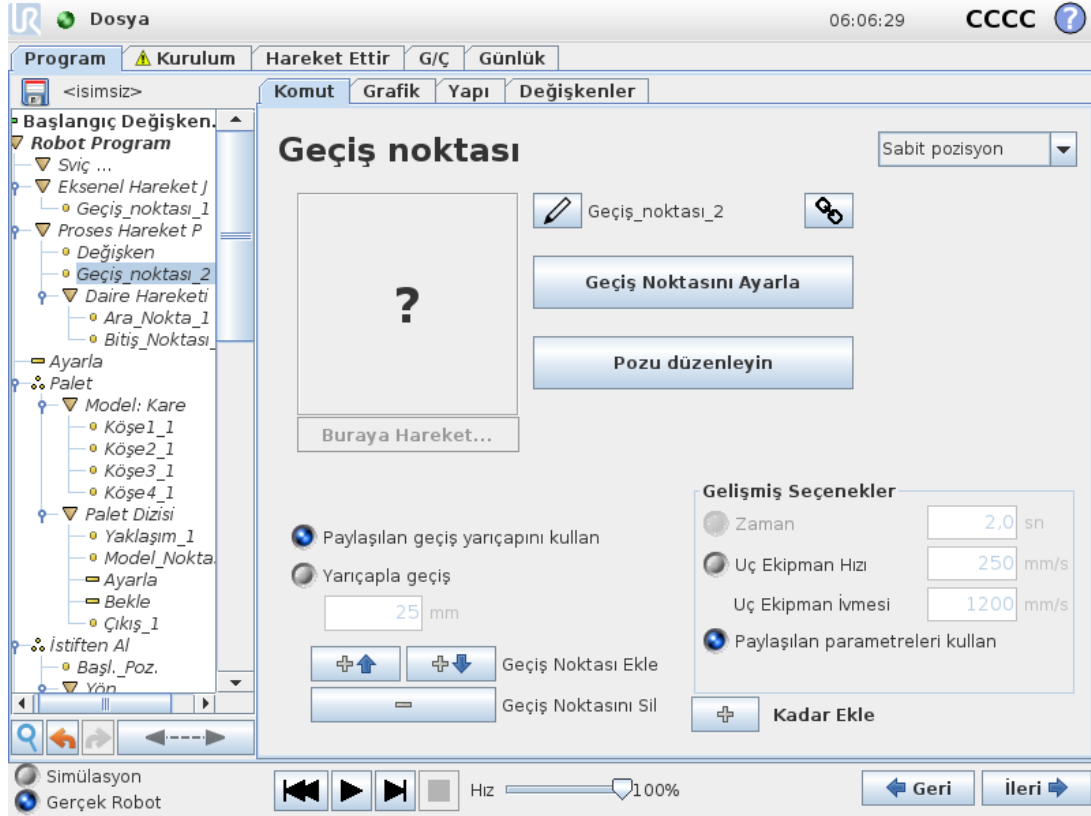 UR Dosya 06:06:29 CCCC ?
Program Kurulum Hareket Ettir G/Ç Günlük
<isimsiz> Komut Grafik Yapı Değişkenler
Başlangıç Değişken.
Robot Program
Sviç ...
Eksenel Hareket J
Geçiş_noktası_1
Proses Hareket P
Değişken
Geçiş_noktası_2
Daire Hareketi
Ara_Nokta_1
Bitiş_Noktası_
Ayarla
Palet
Model: Kare
Köşe1_1
Köşe2_1
Köşe3_1
Köşe4_1
Palet Dizisi
Yaklaşım_1
Model_Nokta
Ayarla
Bekle
Çıkış_1
İstiften Al
Başl._Poz.
Yön
Geçiş noktası
Sabit pozisyon
?
Geçiş_noktası_2
Geçiş Noktasını Ayarla
Pozu düzenleyin
Buraya Hareket...
Paylaşılan geçiş yarıçapını kullan
Yarıçapla geçiş
25 mm
Geçiş Noktası Ekle
Geçiş Noktasını Sil
Gelişmiş Seçenekler
Zaman 2,0 sn
Uç Ekipman Hızı 250 mm/s
Uç Ekipman İvmesi 1200 mm/s
Paylaşılan parametreleri kullan
Kadar Ekle
Simülasyon
Gerçek Robot
Hız 100%
Geri İleri